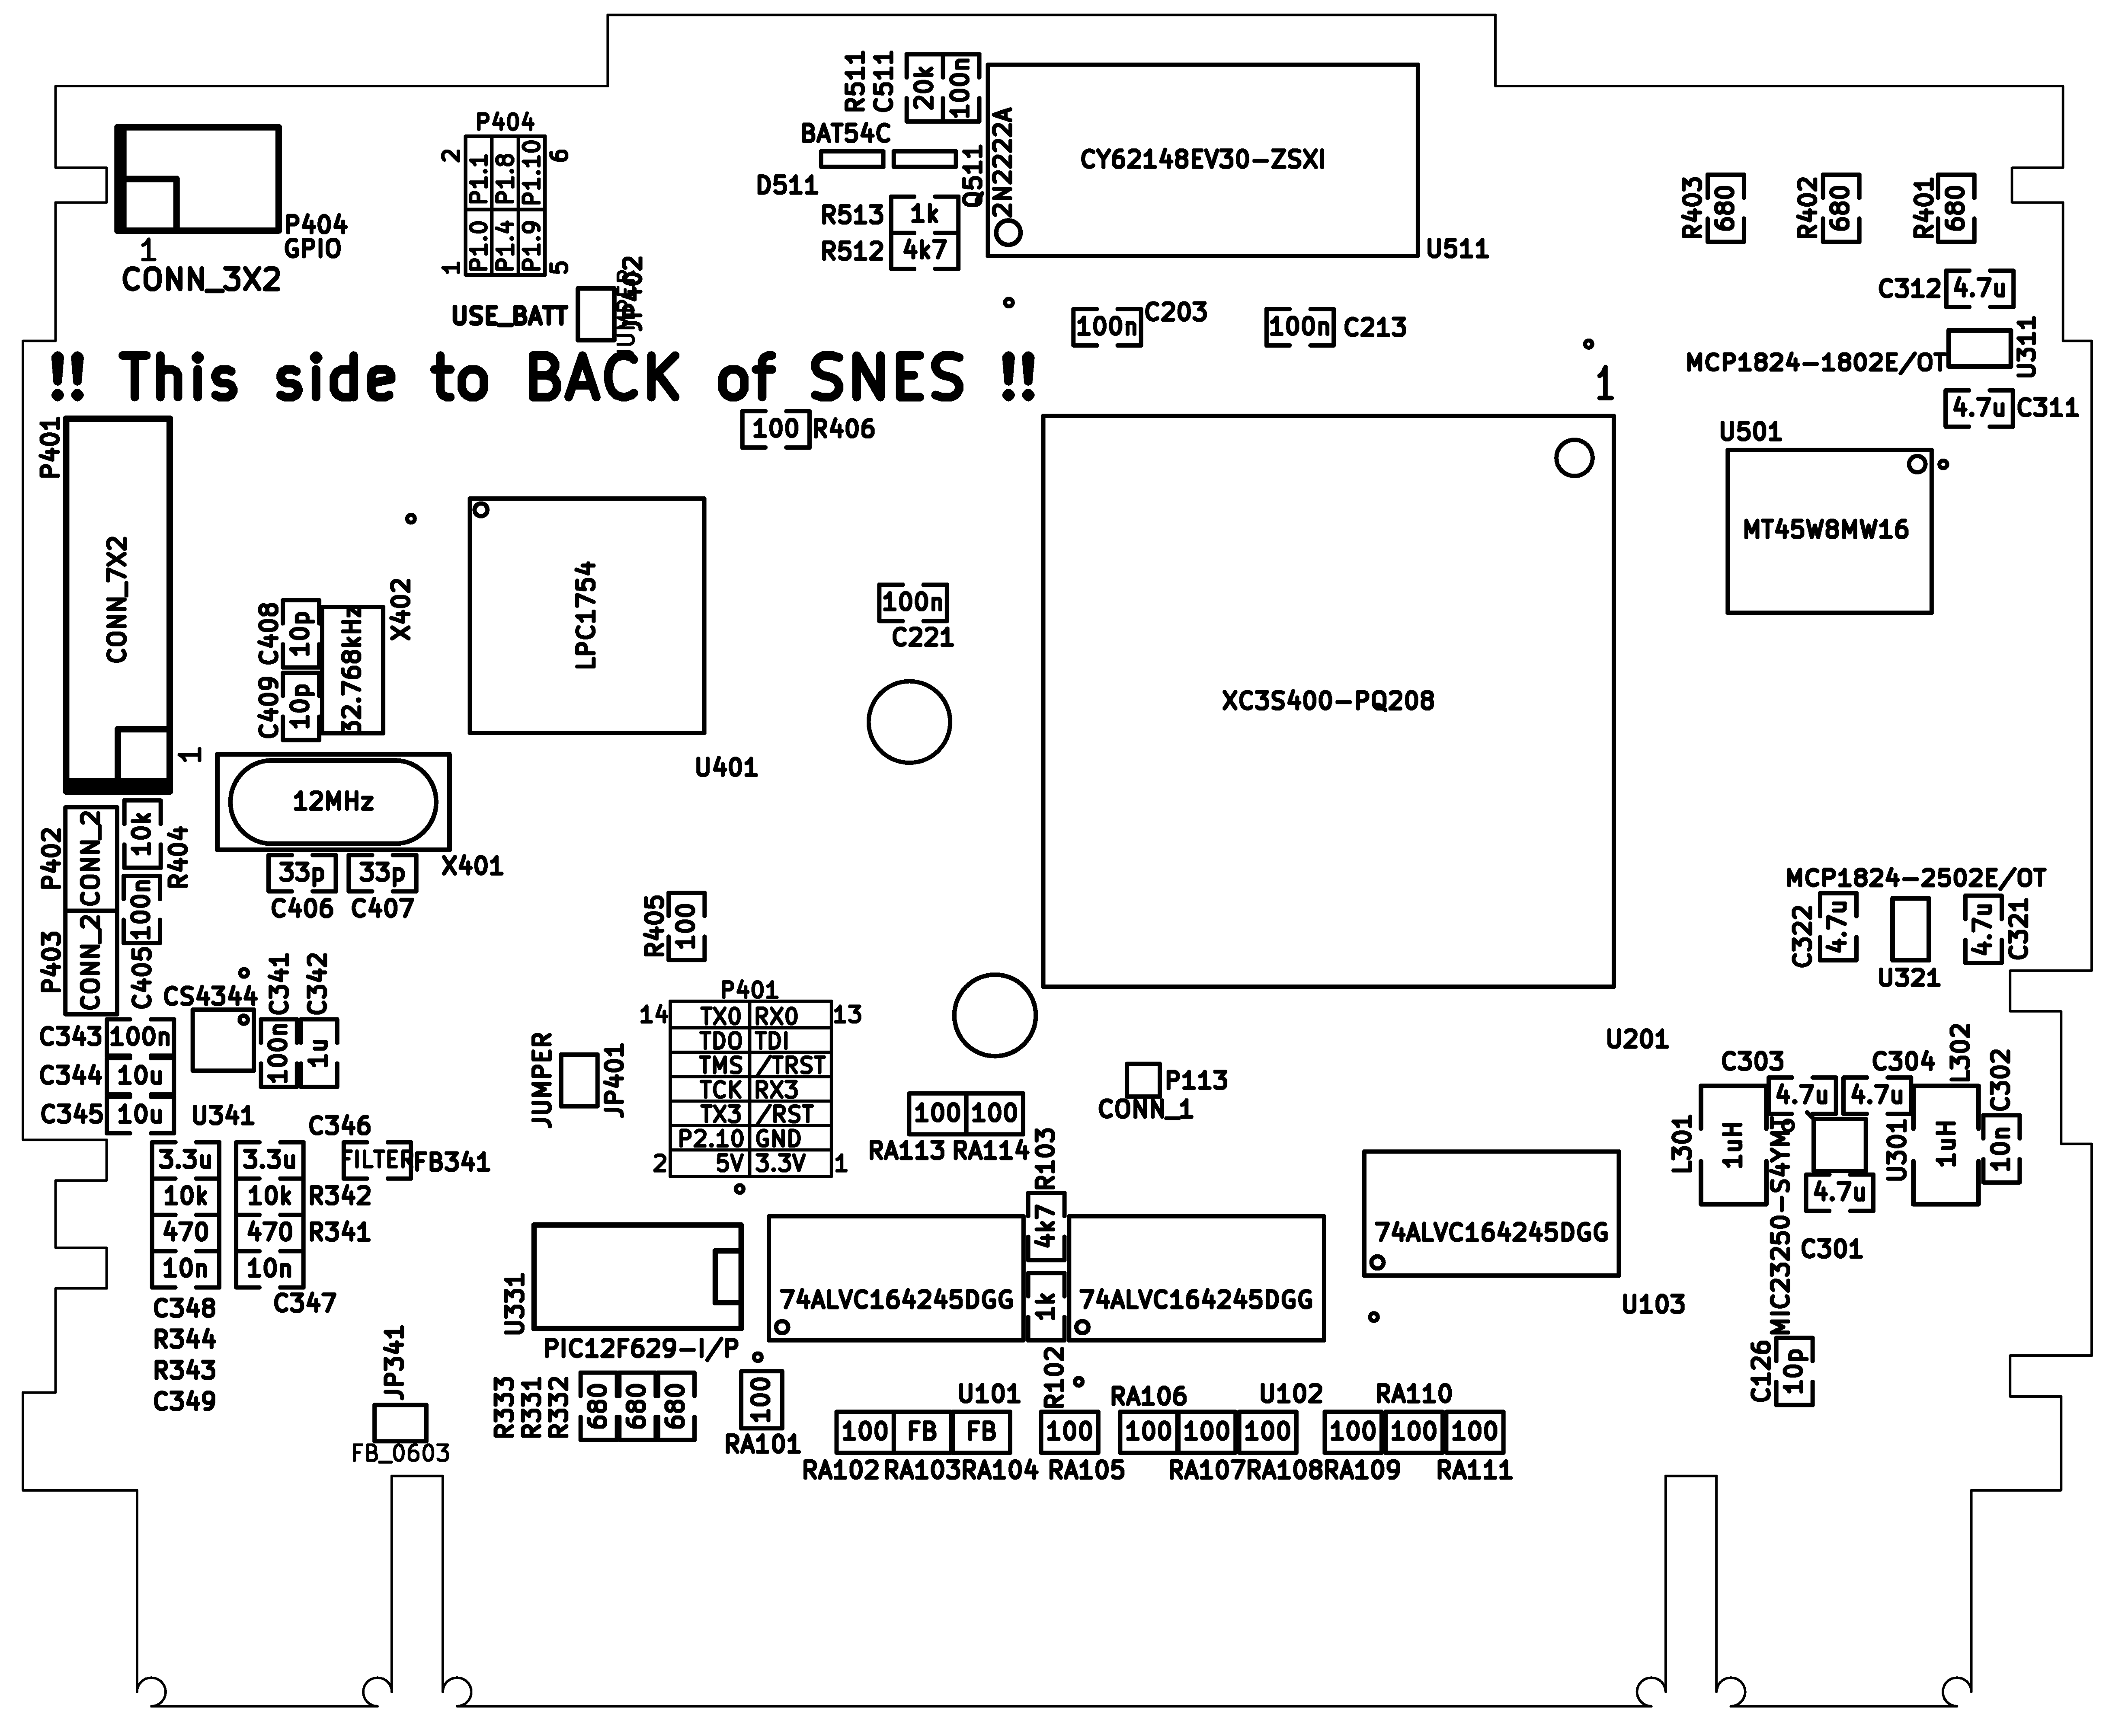 R511
C511
20k
100n
BAT54C
D511
Q511
2N2222A
CY62148EV30-ZSXI
U511
R513
1k
R512
4k7
P404
2
6
P1.1
P1.8
P1.10
P1.0
P1.4
P1.9
1
5
P404
GPIO
1
CONN_3X2
USE_BATT
JUMPER
JP402
R403
680
R402
680
R401
680
C312
4.7u
C203
100n
C213
100n
U311
MCP1824-1802E/OT
4.7u
C311
!! This side to BACK of SNES !!
1
P401
100
R406
U501
MT45W8MW16
CONN_7X2
1
LPC1754
U401
C408
10p
C409
10p
32.768kHz
X402
100n
C221
XC3S400-PQ208
U201
12MHz
X401
33p
33p
C406
C407
P402
CONN_2
10k
R404
P403
CONN_2
100n
C405
R405
100
MCP1824-2502E/OT
C322
4.7u
U321
4.7u
C321
CS4344
C341
C342
100n
1u
C343
100n
C344
10u
C345
10u
U341
P401
14
TX0
RX0
13
TDO
TDI
TMS
/TRST
TCK
RX3
TX3
/RST
P2.10
GND
2
5V
3.3V
1
JUMPER
JP401
P113
CONN_1
100
100
RA113
RA114
C303
C304
L302
C302
4.7u
4.7u
L301
1uH
MIC23250-S4YMT
U301
1uH
10n
4.7u
C301
C346
3.3u
3.3u
FILTER
FB341
10k
10k
R342
470
470
R341
10n
10n
C348
C347
R344
R343
C349
R103
4k7
1k
R102
74ALVC164245DGG
74ALVC164245DGG
74ALVC164245DGG
U103
U331
PIC12F629-I/P
JP341
FB_0603
R333
R331
R332
680
680
680
100
RA101
C126
10p
U101
RA106
U102
RA110
100
FB
FB
100
100
100
100
100
100
100
RA102
RA103
RA104
RA105
RA107
RA108
RA109
RA111